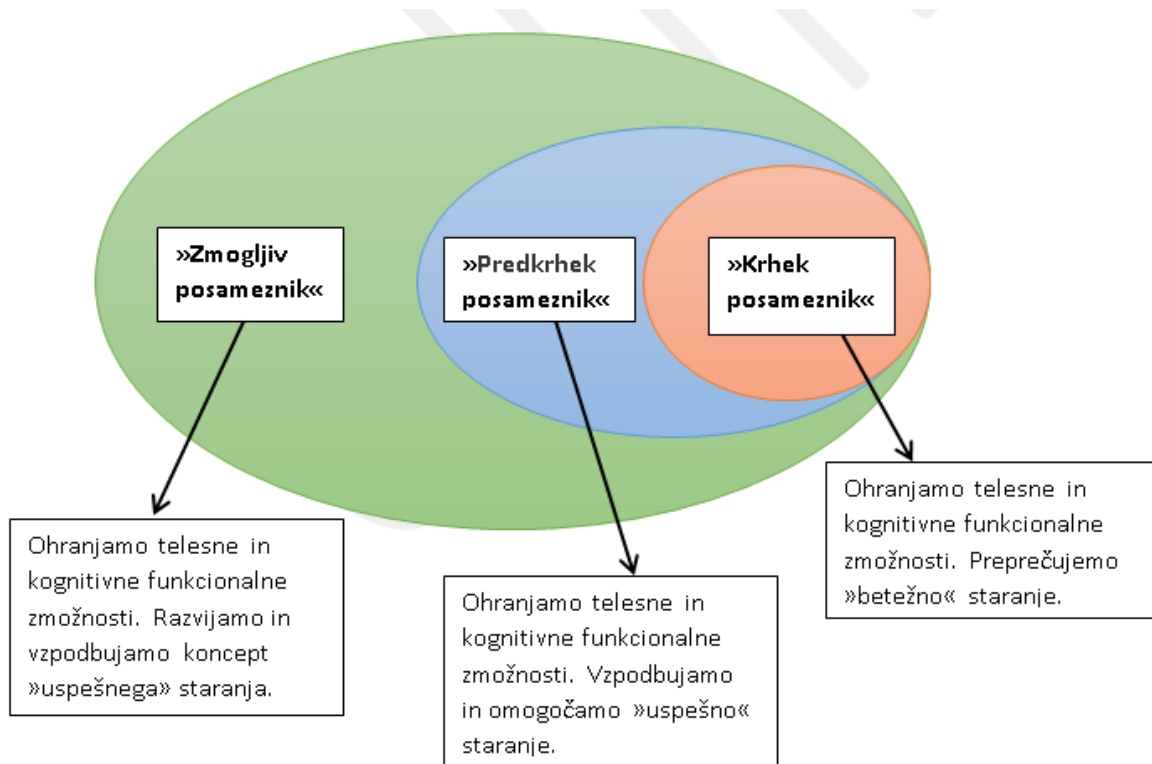 »Zmogljiv
posameznik«
»Predkrhek
posameznik«
»Krhek
posameznik«
Ohranjamo telesne in
kognitivne funkcionalne
zmožnosti. Razvijamo in
vzpodbujamo koncept
»uspešnega» staranja.
Ohranjamo telesne in
kognitivne funkcionalne
zmožnosti. Vzpodbujamo
in omogočamo »uspešno«
staranje.
Ohranjamo telesne in
kognitivne funkcionalne
zmožnosti. Preprečujemo
»betežno« staranje.